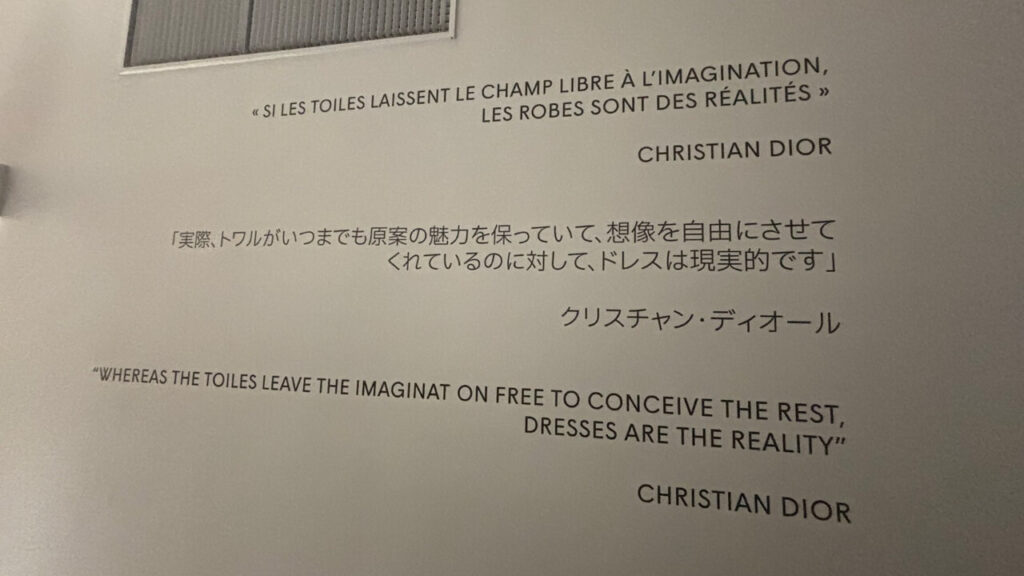 « SI LES TOILES LAISSENT LE CHAMP LIBRE À L'IMAGINATION,
LES ROBES SONT DES RÉALITÉS »
CHRISTIAN DIOR
「実際、トワルがいつまでも原案の魅力を保っていて、想像を自由にさせて
くれているのに対して、ドレスは現実的です」
クリスチャン・ディオール
“WHEREAS THE TOILES LEAVE THE IMAGINAT ON FREE TO CONCEIVE THE REST,
DRESSES ARE THE REALITY”
CHRISTIAN DIOR